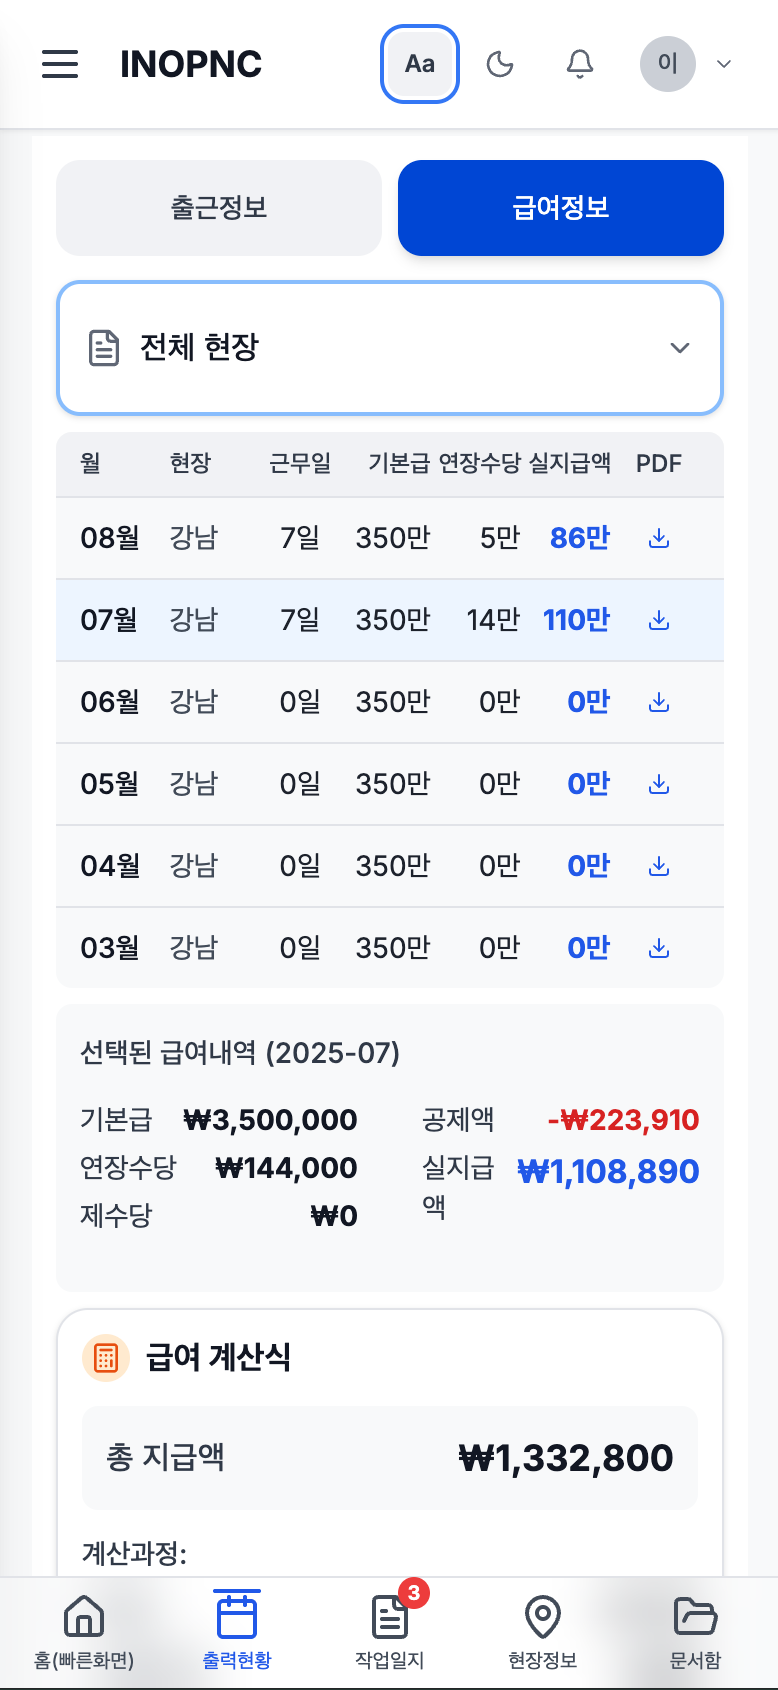 INOPNC Aa 이
출근정보 급여정보
전체 현장
월 현장 근무일 기본급 연장수당 실지급액 PDF
08월 강남 7일 350만 5만 86만
07월 강남 7일 350만 14만 110만
06월 강남 0일 350만 0만 0만
05월 강남 0일 350만 0만 0만
04월 강남 0일 350만 0만 0만
03월 강남 0일 350만 0만 0만
선택된 급여내역 (2025-07)
기본급 ₩3,500,000 공제액 -₩223,910
연장수당 ₩144,000 실지급 ₩1,108,890
액
제수당 ₩0
급여 계산식
총 지급액 ₩1,332,800
계산과정:
3
홈(빠른화면) 출력현황 작업일지 현장정보 문서함